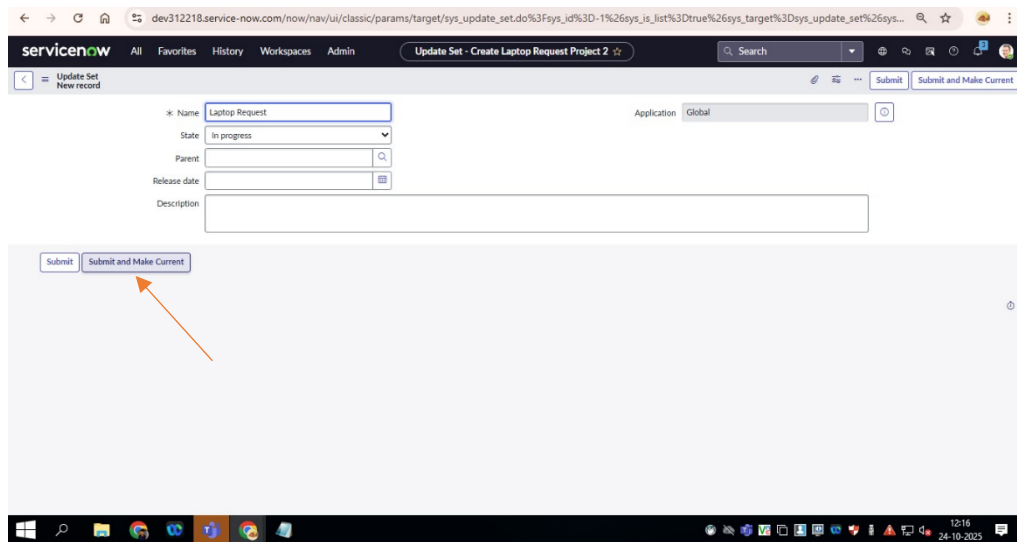 dev312218.service-now.com/now/nav/ui/classic/params/target/sys_update_set.do%3Fsys_id%3D-1%26sys_is_list%3Dtrue%26sys_target%3Dsys_update_set%26sys...
servicenow All Favorites History Workspaces Admin Update Set - Create Laptop Request Project 2 ☆ Search
Update Set
New record
Submit Submit and Make Current
* Name Laptop Request Application Global
State In progress
Parent
Release date
Description
Submit Submit and Make Current
12:16
24-10-2025